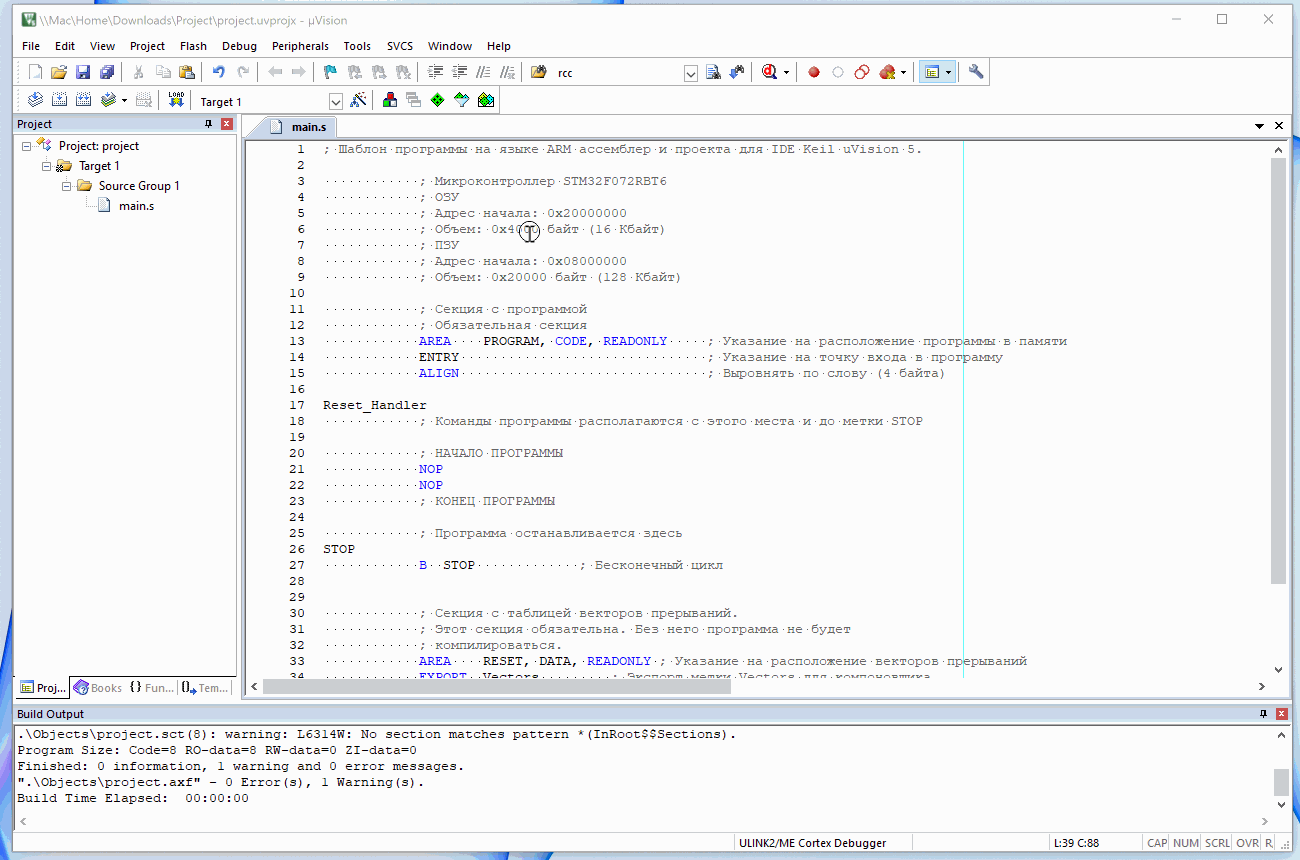 \\Mac\Home\Downloads\Project\project.uvprojx - µVision
File Edit View Project Flash Debug Peripherals Tools SVCS Window Help
rcc
LOAD Target 1
Project
main.s
Project: project
Target 1
Source Group 1
main.s
1 ; Шаблон программы на языке ARM ассемблер и проекта для IDE Keil uVision 5.
2
3 ; Микроконтроллер STM32F072RBT6
4 ; ОЗУ
5 ; Адрес начала: 0x20000000
6 ; Объем: 0x4000 байт (16 Кбайт)
7 ; ПЗУ
8 ; Адрес начала: 0x08000000
9 ; Объем: 0x20000 байт (128 Кбайт)
10
11 ; Секция с программой
12 ; Обязательная секция
13 AREA PROGRAM, CODE, READONLY ; Указание на расположение программы в памяти
14 ENTRY ; Указание на точку входа в программу
15 ALIGN ; Выровнять по слову (4 байта)
16
17 Reset_Handler
18 ; Команды программы располагаются с этого места и до метки STOP
19
20 ; НАЧАЛО ПРОГРАММЫ
21 NOP
22 NOP
23 ; КОНЕЦ ПРОГРАММЫ
24
25 ; Программа останавливается здесь
26 STOP
27 B STOP ; Бесконечный цикл
28
29
30 ; Секция с таблицей векторов прерываний.
31 ; Этот секция обязательна. Без него программа не будет
32 ; компилироваться.
33 AREA RESET, DATA, READONLY ; Указание на расположение векторов прерываний
34 EXPORT Vectors ; Экспорт метки Vectors для компоновщика
Proj... Books {} Fun... Tem...
Build Output
.\Objects\project.sct(8): warning: L6314W: No section matches pattern *(InRoot$$Sections).
Program Size: Code=8 RO-data=8 RW-data=0 ZI-data=0
Finished: 0 information, 1 warning and 0 error messages.
".\Objects\project.axf" - 0 Error(s), 1 Warning(s).
Build Time Elapsed: 00:00:00
ULINK2/ME Cortex Debugger L:39 C:88 CAP NUM SCRL OVR R